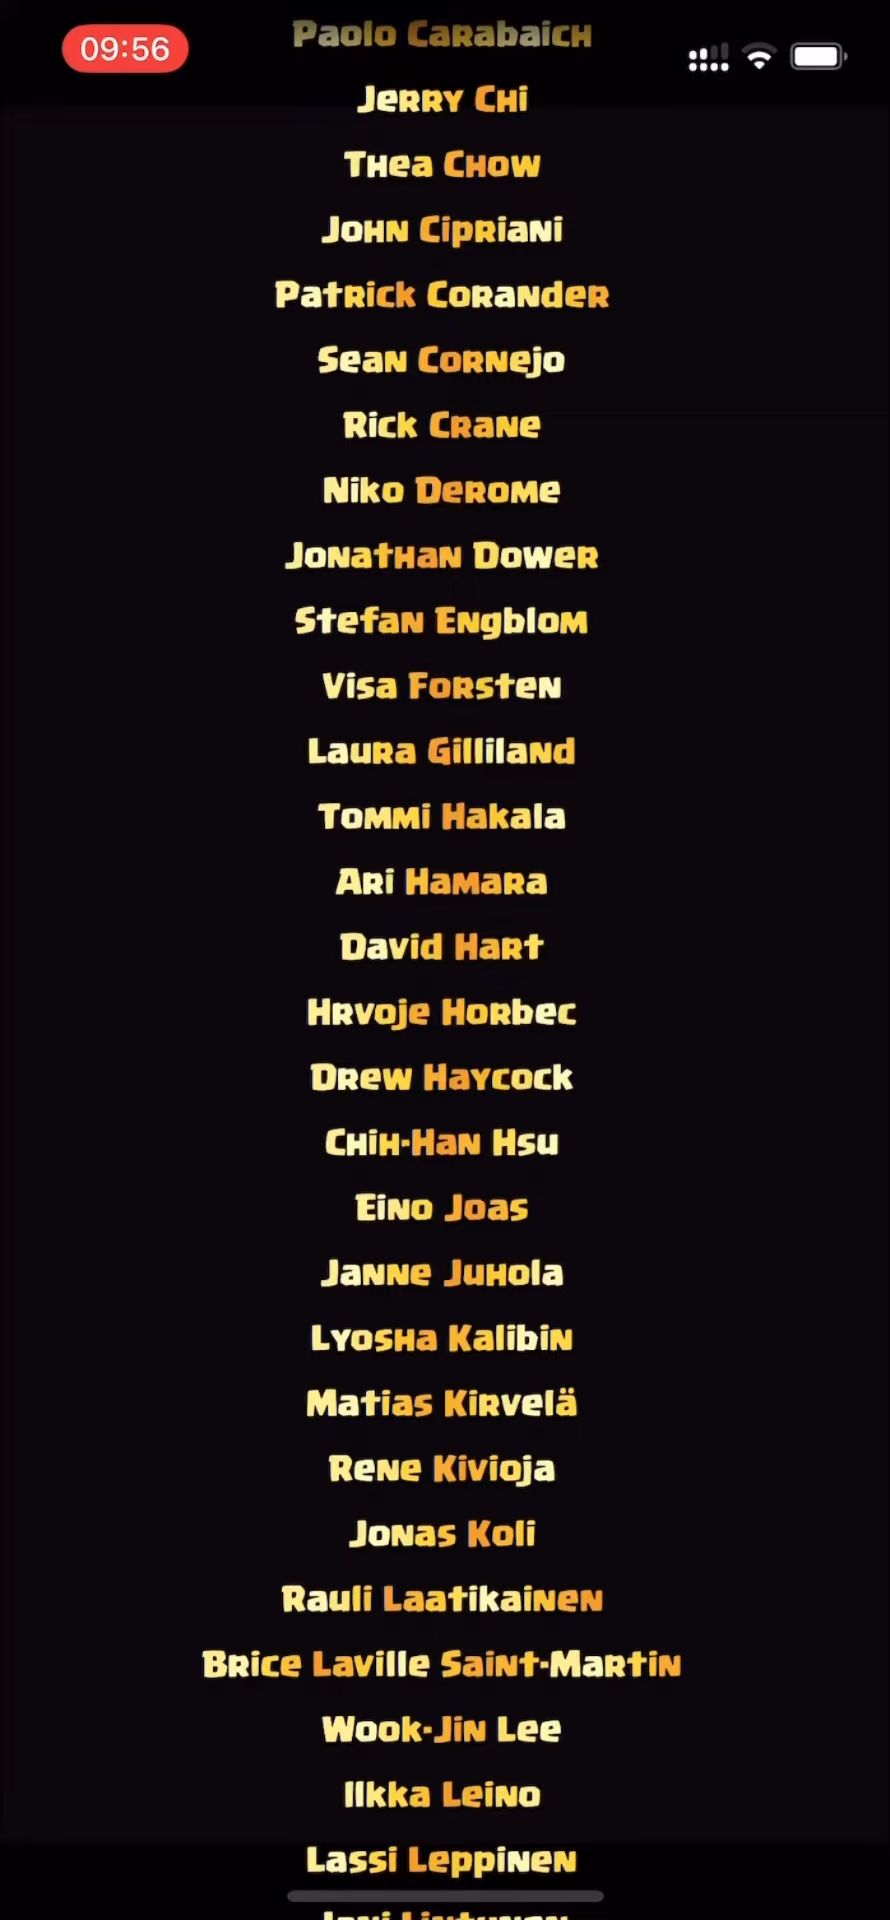 Paolo Carabaich
09:56
Jerry Chi
Thea Chow
John Cipriani
Patrick Corander
Sean Cornejo
Rick Crane
Niko Derome
Jonathan Dower
Stefan Engblom
Visa Forsten
Laura Gilliland
Tommi Hakala
Ari Hamara
David Hart
Hrvoje Horbec
Drew Haycock
Chih-Han Hsu
Eino Joas
Janne Juhola
Lyosha Kalibin
Matias Kirvelä
Rene Kivioja
Jonas Koli
Rauli Laatikainen
Brice Laville Saint-Martin
Wook-Jin Lee
Ilkka Leino
Lassi Leppinen